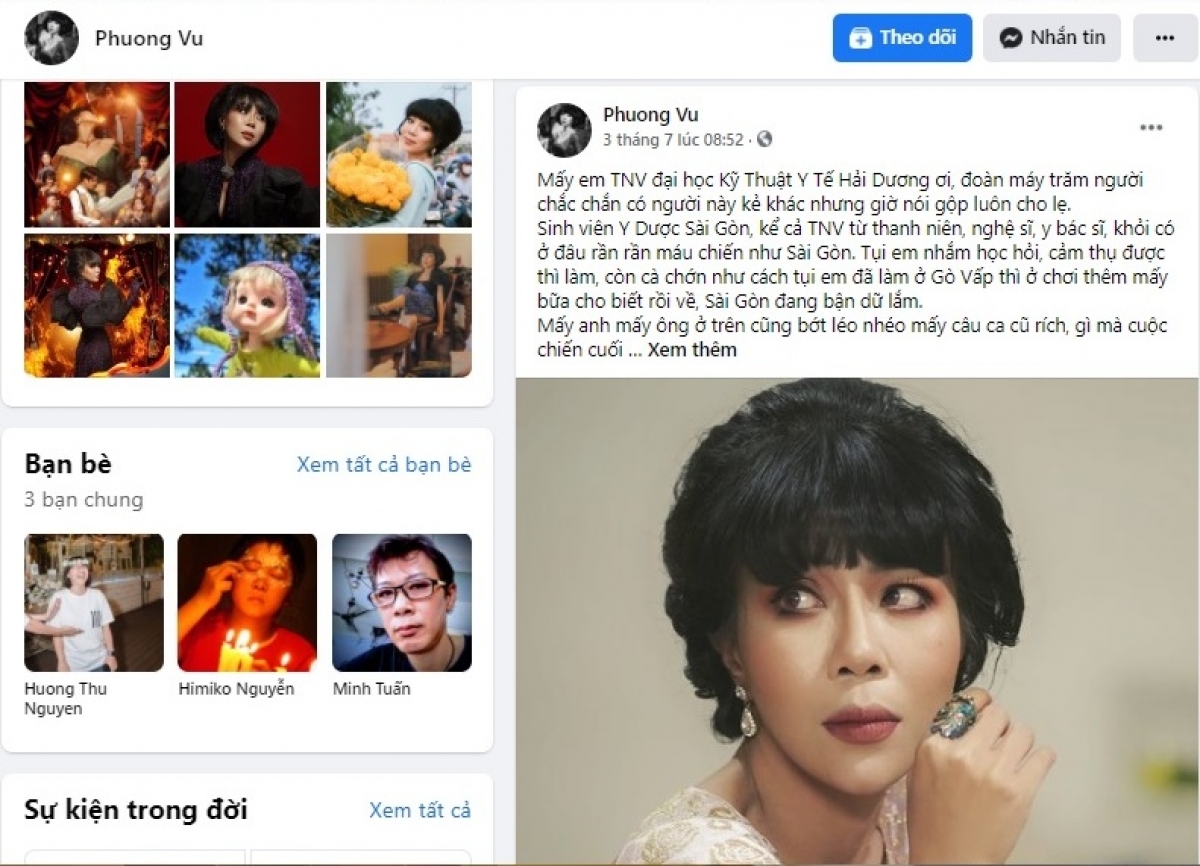 Phuong Vu
Theo dõi
Nhắn tin
Phuong Vu
3 tháng 7 lúc 08:52 ·
Mấy em TNV đại học Kỹ Thuật Y Tế Hải Dương ơi, đoàn máy trăm người
chắc chắn có người này kẻ khác nhưng giờ nói gộp luôn cho lẹ.
Sinh viên Y Dược Sài Gòn, kể cả TNV từ thanh niên, nghệ sĩ, y bác sĩ, khỏi có
ở đâu rần rần máu chiến như Sài Gòn. Tụi em nhắm học hỏi, cảm thụ được
thì làm, còn cà chớn như cách tụi em đã làm ở Gò Vấp thì ở chơi thêm mấy
bữa cho biết rồi về, Sài Gòn đang bận dữ lắm.
Mấy anh mấy ông ở trên cũng bớt léo nhéo mấy câu ca cũ rích, gì mà cuộc
chiến cuối ... Xem thêm
Bạn bè
Xem tất cả bạn bè
3 bạn chung
Huong Thu
Nguyen
Himiko Nguyễn
Minh Tuấn
Sự kiện trong đời
Xem tất cả